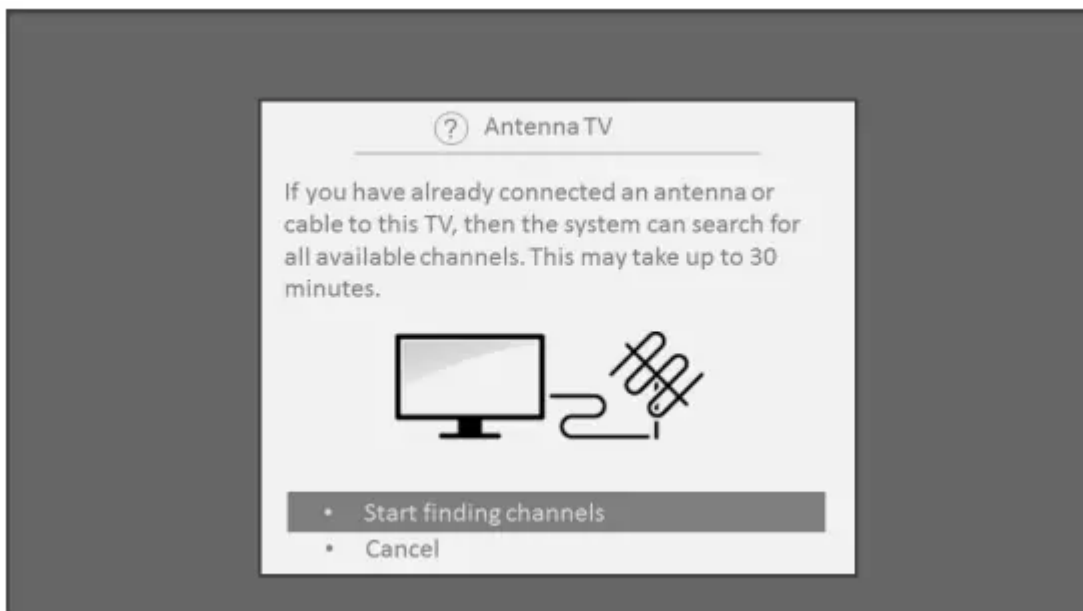 ? Antenna TV
If you have already connected an antenna or
cable to this TV, then the system can search for
all available channels. This may take up to 30
minutes.
• Start finding channels
• Cancel